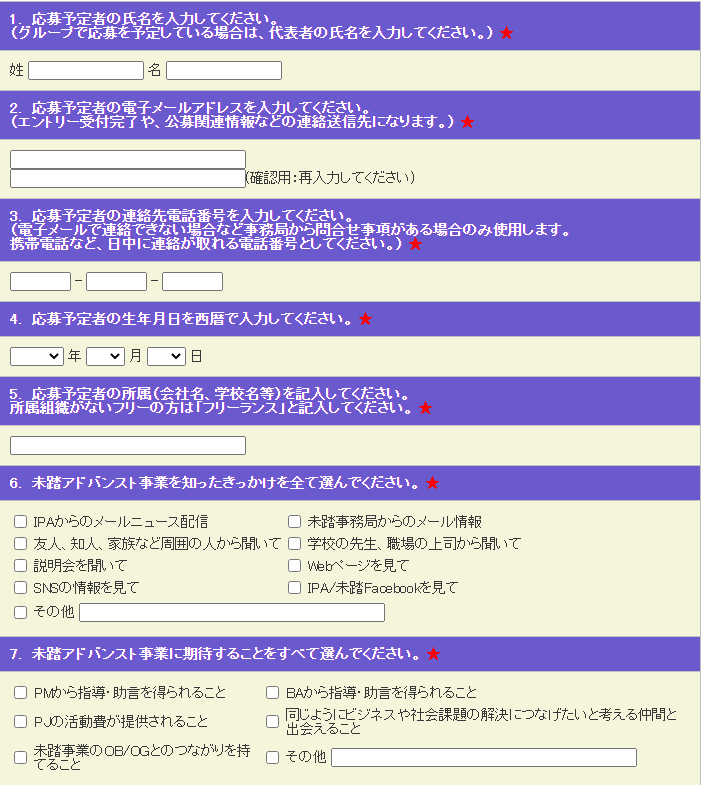 1. 応募予定者の氏名を入力してください。
(グループで応募を予定している場合は、代表者の氏名を入力してください。) ★
姓 名
2. 応募予定者の電子メールアドレスを入力してください。
(エントリー受付完了や、公募関連情報などの連絡送信先になります。) ★
(確認用:再入力してください)
3. 応募予定者の連絡先電話番号を入力してください。
(電子メールで連絡できない場合など事務局から問合せ事項がある場合のみ使用します。
携帯電話など、日中に連絡が取れる電話番号としてください。) ★
- -
4. 応募予定者の生年月日を西暦で入力してください。 ★
年 月 日
5. 応募予定者の所属(会社名、学校名等)を記入してください。
所属組織がないフリーの方は「フリーランス」と記入してください。 ★
6. 未踏アドバンスト事業を知ったきっかけを全て選んでください。 ★
IPAからのメールニュース配信 未踏事務局からのメール情報
友人、知人、家族など周囲の人から聞いて 学校の先生、職場の上司から聞いて
説明会を聞いて Webページを見て
SNSの情報を見て IPA/未踏Facebookを見て
その他
7. 未踏アドバンスト事業に期待することをすべて選んでください。 ★
PMから指導・助言を得られること BAから指導・助言を得られること
PJの活動費が提供されること 同じようにビジネスや社会課題の解決につなげたいと考える仲間と
出会えること
未踏事業のOB/OGとのつながりを持
てること その他